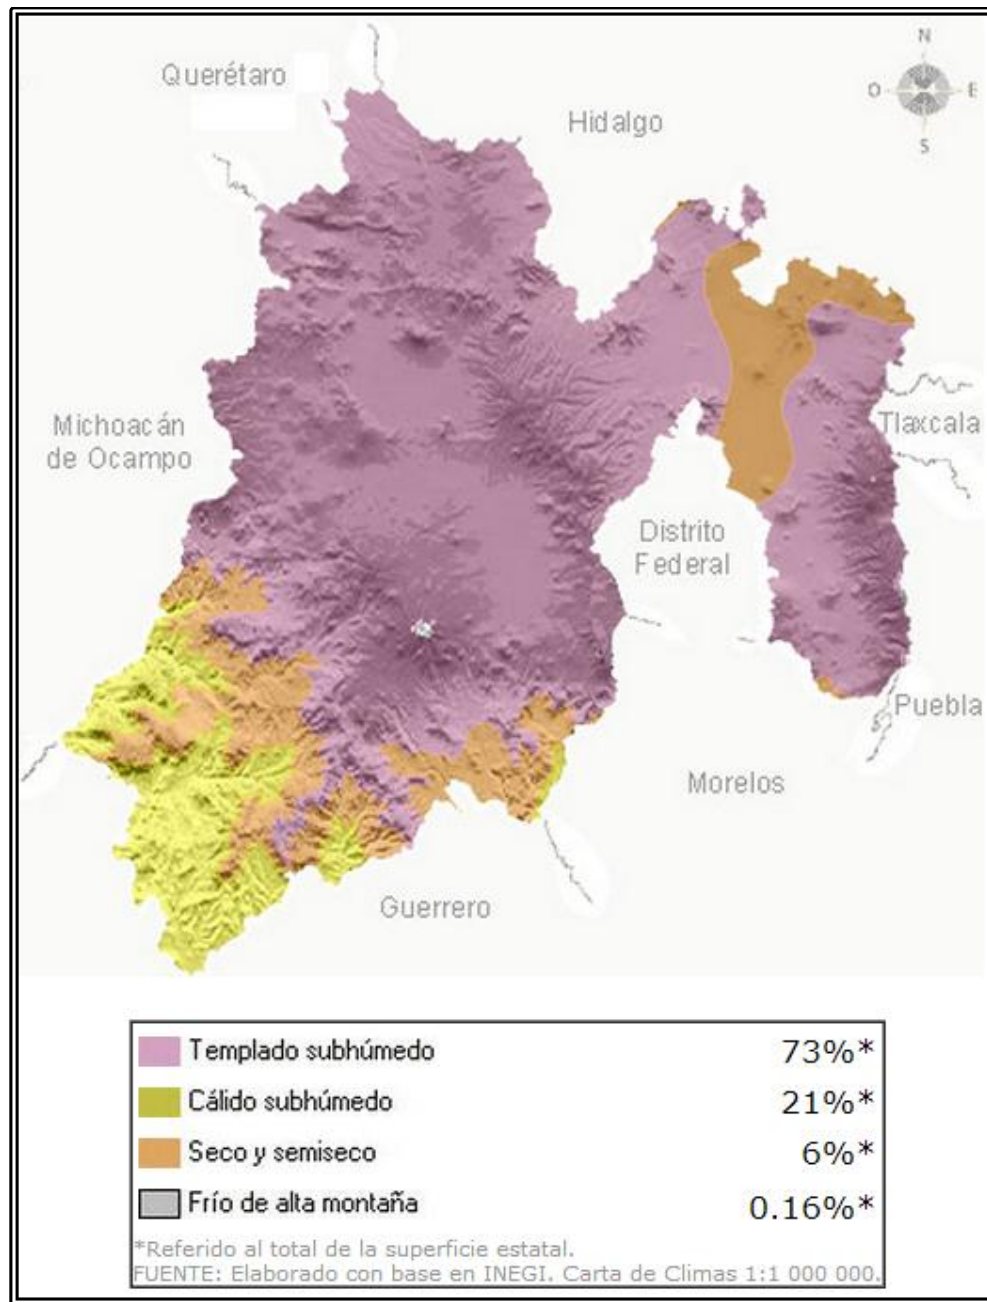 N
Querétaro
O
E
Hidalgo
S
Michoacán
de Ocampo
Tlaxcala
Distrito
Federal
Puebla
Morelos
Guerrero
Templado subhúmedo 73%*
Cálido subhúmedo 21%*
Seco y semiseco 6%*
Frío de alta montaña 0.16%*
*Referido al total de la superficie estatal.
FUENTE: Elaborado con base en INEGI. Carta de Climas 1:1 000 000.